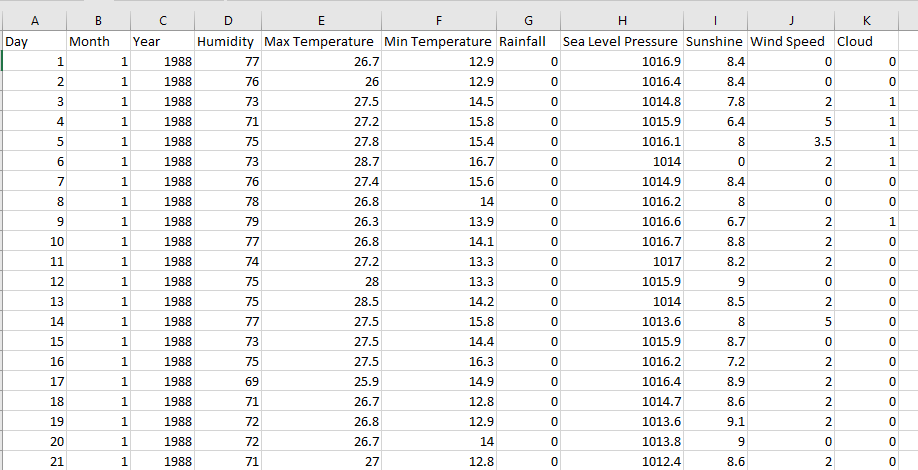 A B C D E F G H I J K
Day Month Year Humidity Max Temperature Min Temperature Rainfall Sea Level Pressure Sunshine Wind Speed Cloud
1 1 1988 77 26.7 12.9 0 1016.9 8.4 0 0
2 1 1988 76 26 12.9 0 1016.4 8.4 0 0
3 1 1988 73 27.5 14.5 0 1014.8 7.8 2 1
4 1 1988 71 27.2 15.8 0 1015.9 6.4 5 1
5 1 1988 75 27.8 15.4 0 1016.1 8 3.5 1
6 1 1988 73 28.7 16.7 0 1014 0 2 1
7 1 1988 76 27.4 15.6 0 1014.9 8.4 0 0
8 1 1988 78 26.8 14 0 1016.2 8 0 0
9 1 1988 79 26.3 13.9 0 1016.6 6.7 2 1
10 1 1988 77 26.8 14.1 0 1016.7 8.8 2 0
11 1 1988 74 27.2 13.3 0 1017 8.2 2 0
12 1 1988 75 28 13.3 0 1015.9 9 0 0
13 1 1988 75 28.5 14.2 0 1014 8.5 2 0
14 1 1988 77 27.5 15.8 0 1013.6 8 5 0
15 1 1988 73 27.5 14.4 0 1015.9 8.7 0 0
16 1 1988 75 27.5 16.3 0 1016.2 7.2 2 0
17 1 1988 69 25.9 14.9 0 1016.4 8.9 2 0
18 1 1988 71 26.7 12.8 0 1014.7 8.6 2 0
19 1 1988 72 26.8 12.9 0 1013.6 9.1 2 0
20 1 1988 72 26.7 14 0 1013.8 9 0 0
21 1 1988 71 27 12.8 0 1012.4 8.6 2 0